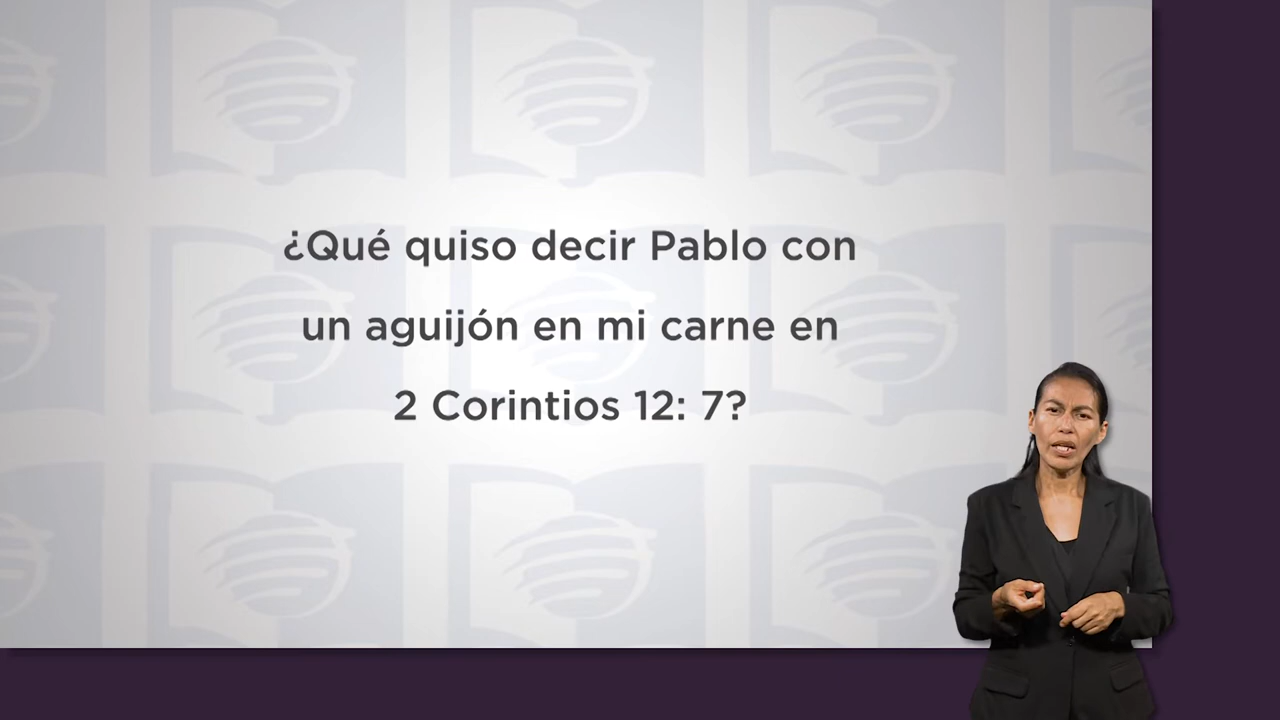 ¿Qué quiso decir Pablo con
un aguijón en mi carne en
2 Corintios 12: 7?